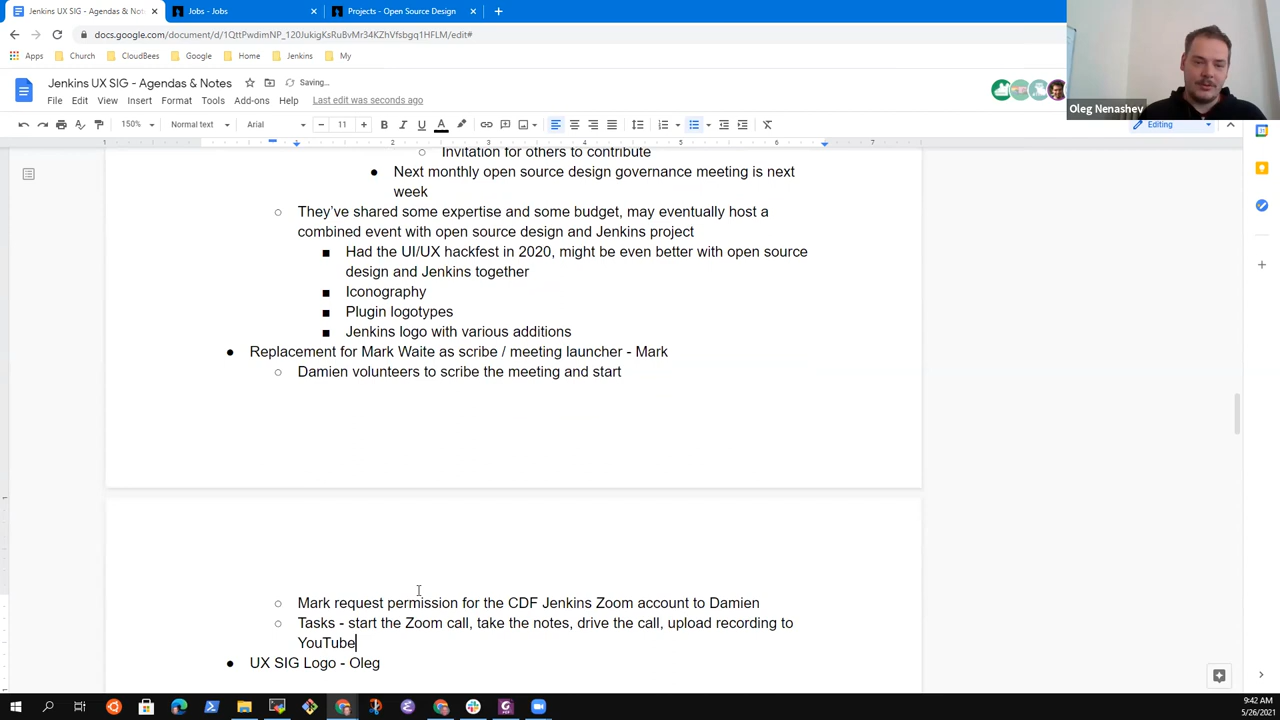 Jenkins UX SIG - Agendas & Not
Jobs - Jobs
Projects - Open Source Design
docs.google.com/document/d/1QttPwdimNP_120JukigKsRuBvMr34KZhVfsbgq1HFLM/edit#
Apps
Church
CloudBees
Google
Home
Jenkins
My
Oleg Nenashev
Jenkins UX SIG - Agendas & Notes
Saving...
File Edit View Insert Format Tools Add-ons Help
Last edit was seconds ago
150%
Normal text
Arial
11
Editing
1 2 3 4 5 6 7
Invitation for others to contribute
Next monthly open source design governance meeting is next
week
They've shared some expertise and some budget, may eventually host a
combined event with open source design and Jenkins project
Had the UI/UX hackfest in 2020, might be even better with open source
design and Jenkins together
Iconography
Plugin logotypes
Jenkins logo with various additions
Replacement for Mark Waite as scribe / meeting launcher - Mark
Damien volunteers to scribe the meeting and start
Mark request permission for the CDF Jenkins Zoom account to Damien
Tasks - start the Zoom call, take the notes, drive the call, upload recording to
YouTube
UX SIG Logo - Oleg
9:42 AM
5/26/2021